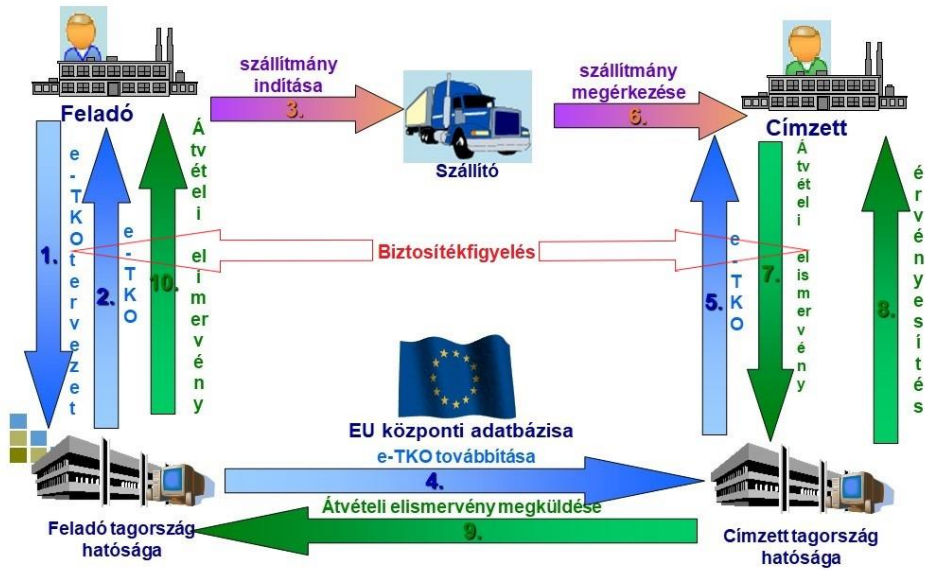 szállítmány
indítása
3.
szállítmány
megérkezése
6.
Feladó
Szállító
Címzett
1.
e-TKO tervezet
2.
e-TKO
10.
Átvételi elimervény
Biztosítékfigyelés
5.
e-TKO
7.
Átvételi elismervény
8.
érvényesítés
EU központi adatbázisa
e-TKO továbbítása
4.
Átvételi elismervény megküldése
9.
Feladó tagország
hatósága
Címzett tagország
hatósága